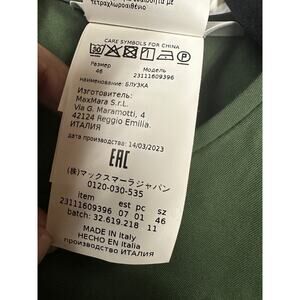 τετραχλωροαιθένιο
CARE SYMBOLS FOR CHINA
30
P
Размер
Модель
46
23111609396
наименование: БЛУЗКА
Изготовитель:
MaxMara S.r.L.
Via G. Maramotti, 4
42124 Reggio Emilia.
ИТАЛИЯ
дата производства: 14/03/2023
EAC
(株)マックスマーラジャパン
0120-030-535
item est pc sz
23111609396 07 01 46
batch: 32.619.218 11
MADE IN Italy
HECHO EN Italia
производство ИТАЛИЯ